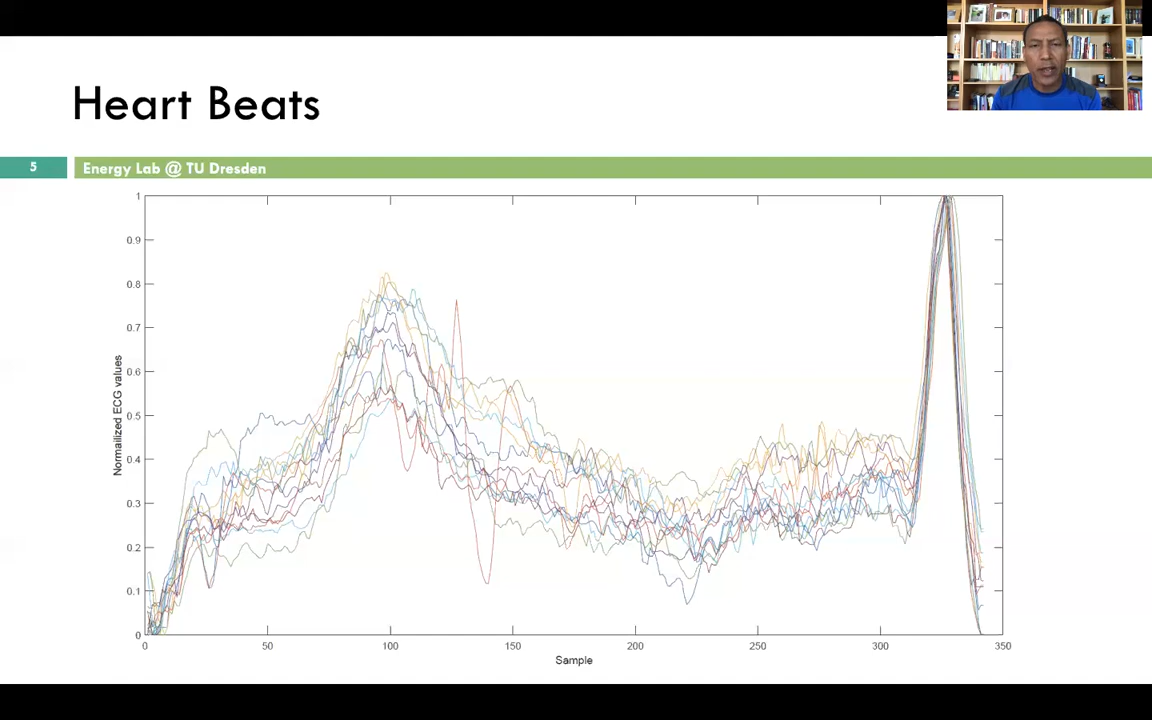 Heart Beats
5
Energy Lab @ TU Dresden
1
0.9
0.8
0.7
0.6
0.5
0.4
0.3
0.2
0.1
0
Normailized ECG values
0 50 100 150 200 250 300 350
Sample